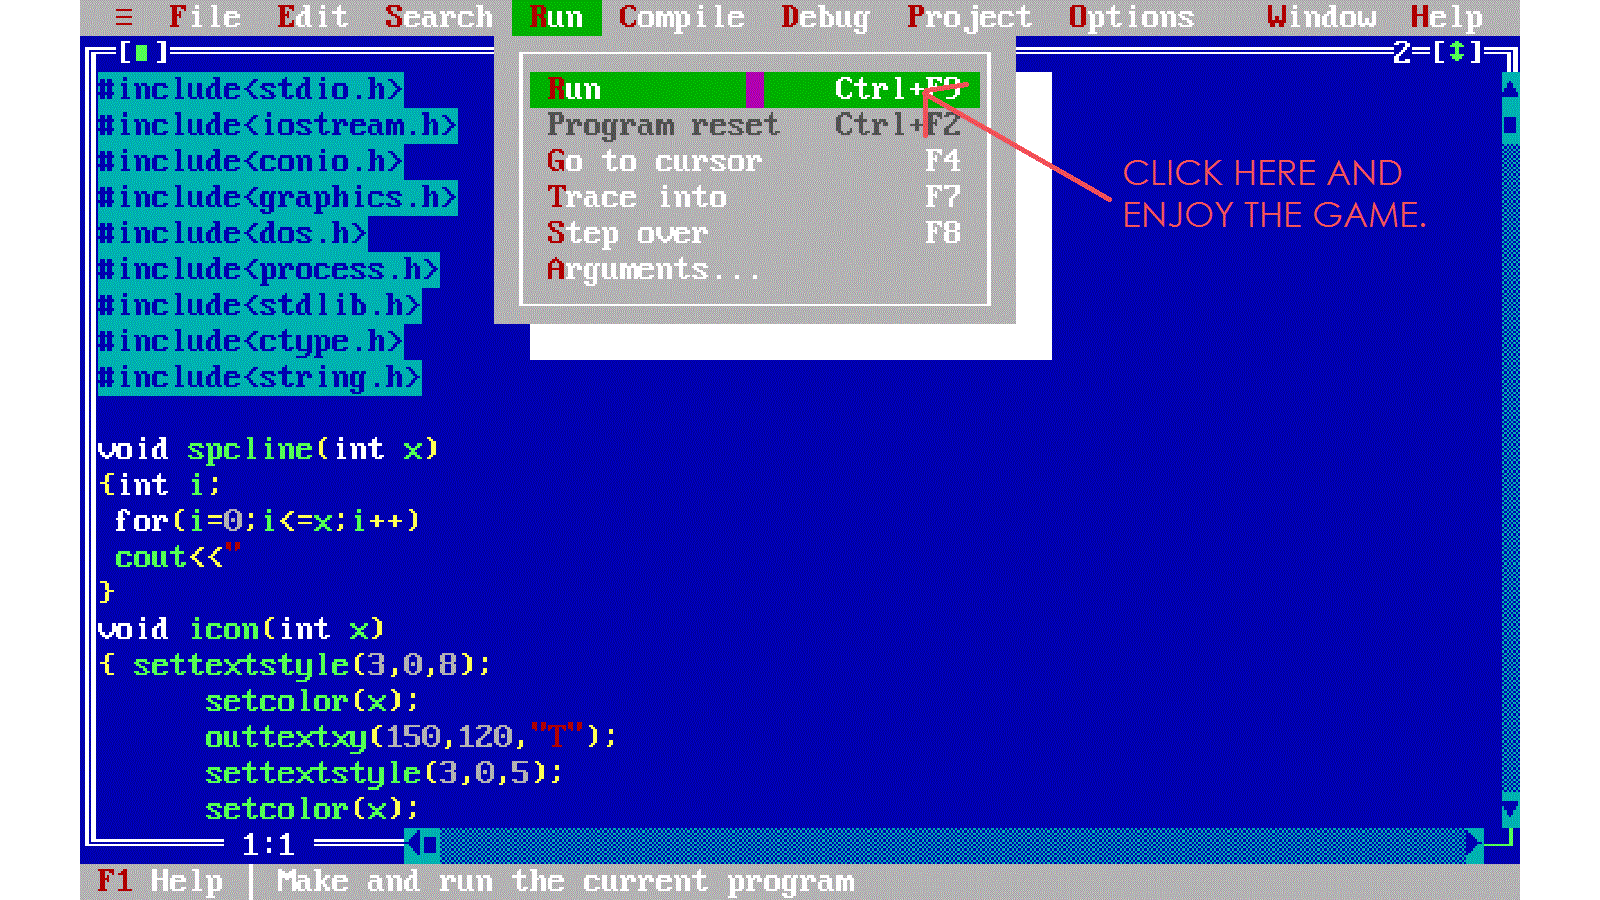 ≡ File Edit Search Run Compile Debug Project Options Window Help
[■] 2=[↕]
Run Ctrl+F9
Program reset Ctrl+F2
Go to cursor F4
Trace into F7
Step over F8
Arguments...
CLICK HERE AND
ENJOY THE GAME.
#include<stdio.h>
#include<iostream.h>
#include<conio.h>
#include<graphics.h>
#include<dos.h>
#include<process.h>
#include<stdlib.h>
#include<ctype.h>
#include<string.h>
void spcline(int x)
{int i;
for(i=0;i<=x;i++)
cout<<"
}
void icon(int x)
{ settextstyle(3,0,8);
setcolor(x);
outtextxy(150,120,"T");
settextstyle(3,0,5);
setcolor(x);
1:1
F1 Help | Make and run the current program